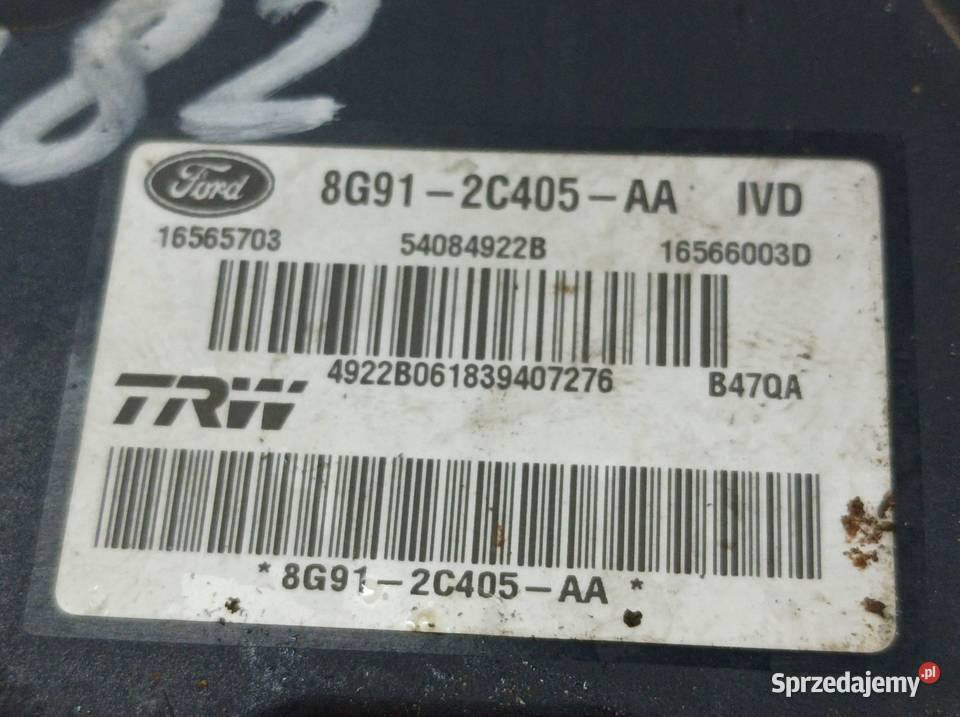 82
Ford 8G91-2C405-AA IVD
16565703 54084922B 16566003D
4922B061839407276 B47QA
TRW
*8G91-2C405-AA*
Sprzedajemy.pl